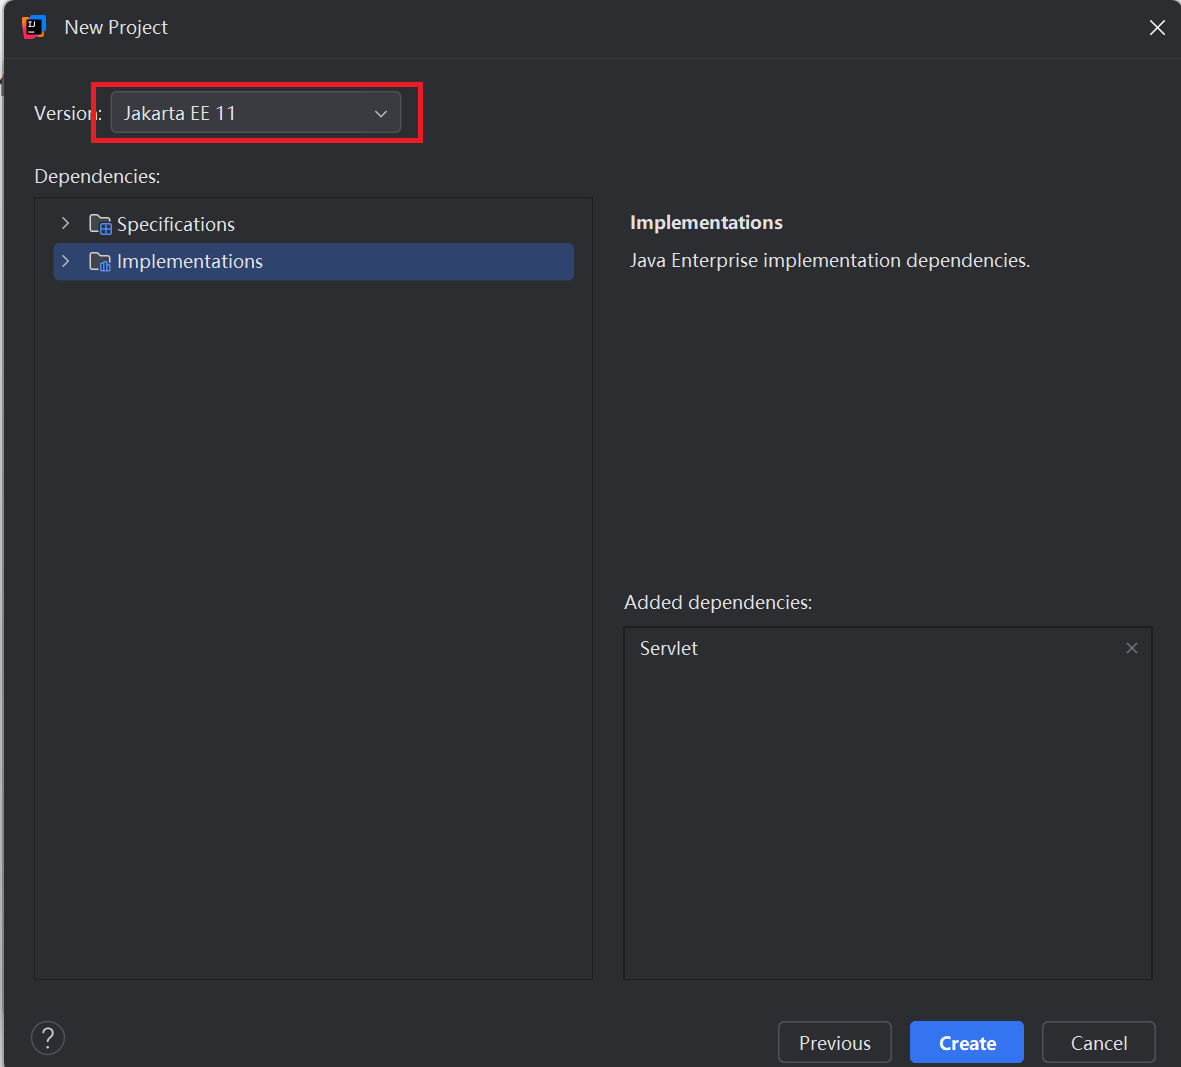 New Project
Version: Jakarta EE 11
Dependencies:
Specifications
Implementations
Implementations
Java Enterprise implementation dependencies.
Added dependencies:
Servlet
? Previous Create Cancel